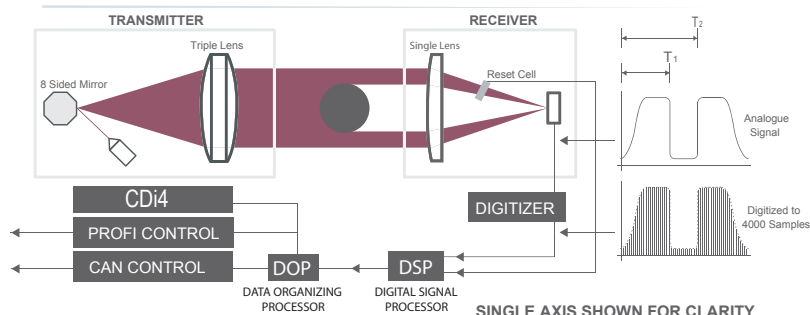 TRANSMITTER
RECEIVER
T2
Triple Lens
Single Lens
T1
8 Sided Mirror
Reset Cell
Analogue
Signal
CDi4
DIGITIZER
PROFI CONTROL
Digitized to
4000 Samples
CAN CONTROL
DOP
DSP
DATA ORGANIZING
PROCESSOR
DIGITAL SIGNAL
PROCESSOR
SINGLE AXIS SHOWN FOR CLARITY